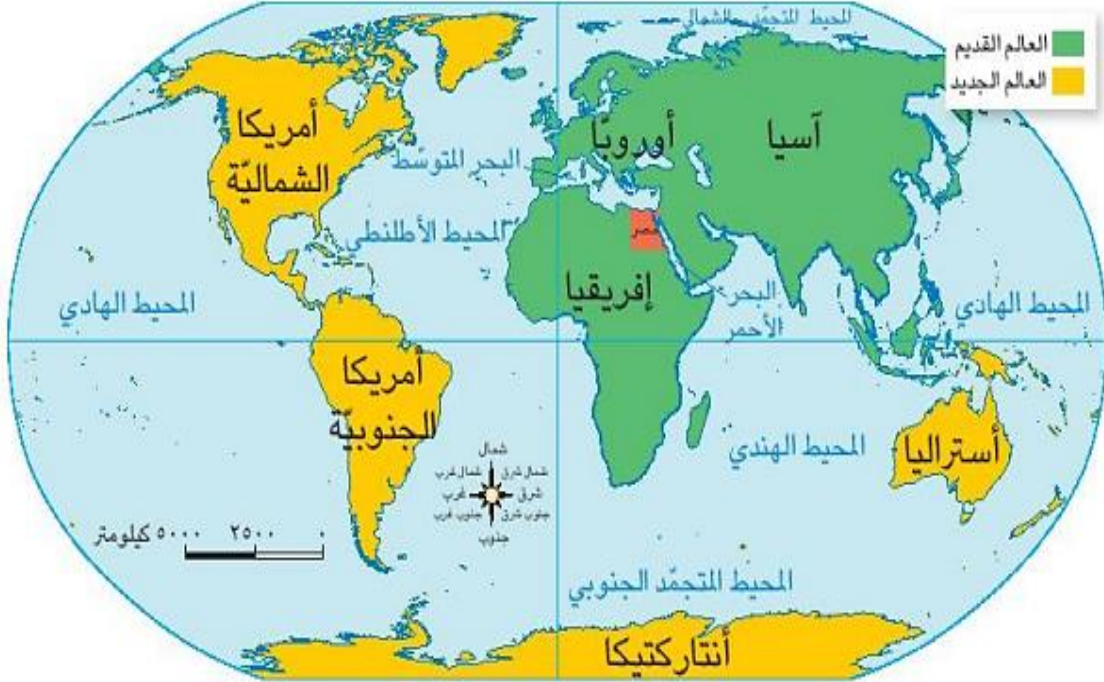 المحيط المتجمّد الشمالي
العالم القديم
العالم الجديد
أمريكا
الشماليّة
أوروبّا
آسيا
البحر المتوسّط
المحيط الأطلنطي
مصر
إفريقيا
البحر
الأحمر
المحيط الهادي
المحيط الهادي
أمريكا
الجنوبيّة
المحيط الهندي
أستراليا
شمال
شمال شرق
شمال غرب
شرق
غرب
جنوب شرق
جنوب غرب
جنوب
٠ ٢٥٠٠ ٥٠٠٠ كيلومتر
المحيط المتجمّد الجنوبي
أنتاركتيكا